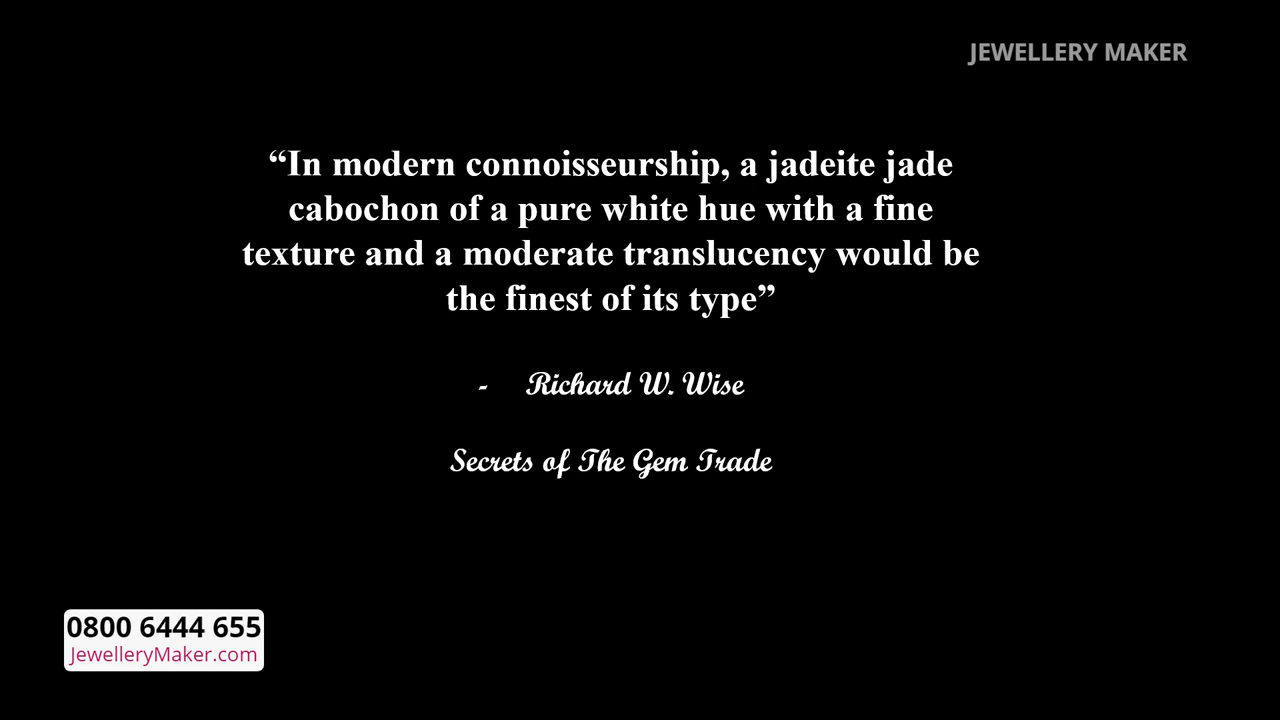 JEWELLERY MAKER
“In modern connoisseurship, a jadeite jade
cabochon of a pure white hue with a fine
texture and a moderate translucency would be
the finest of its type”
- Richard W. Wise
Secrets of The Gem Trade
0800 6444 655
JewelleryMaker.com